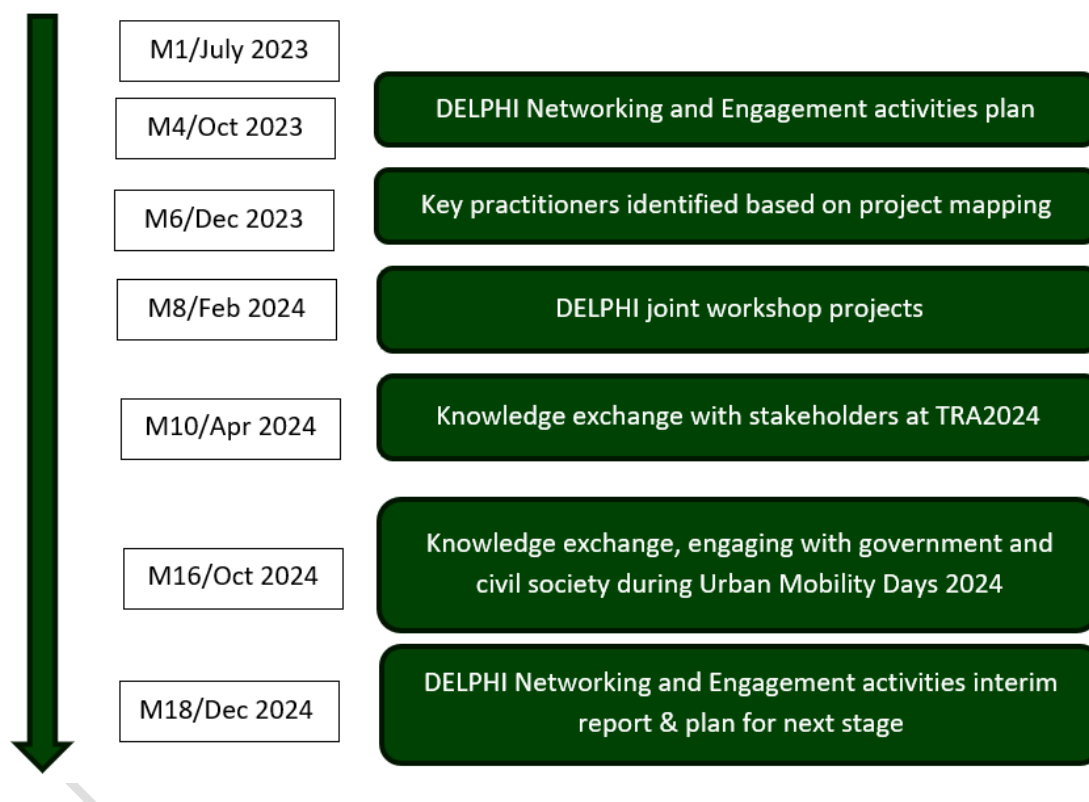 M1/July 2023
M4/Oct 2023
DELPHI Networking and Engagement activities plan
M6/Dec 2023
Key practitioners identified based on project mapping
M8/Feb 2024
DELPHI joint workshop projects
M10/Apr 2024
Knowledge exchange with stakeholders at TRA2024
M16/Oct 2024
Knowledge exchange, engaging with government and
civil society during Urban Mobility Days 2024
M18/Dec 2024
DELPHI Networking and Engagement activities interim
report & plan for next stage